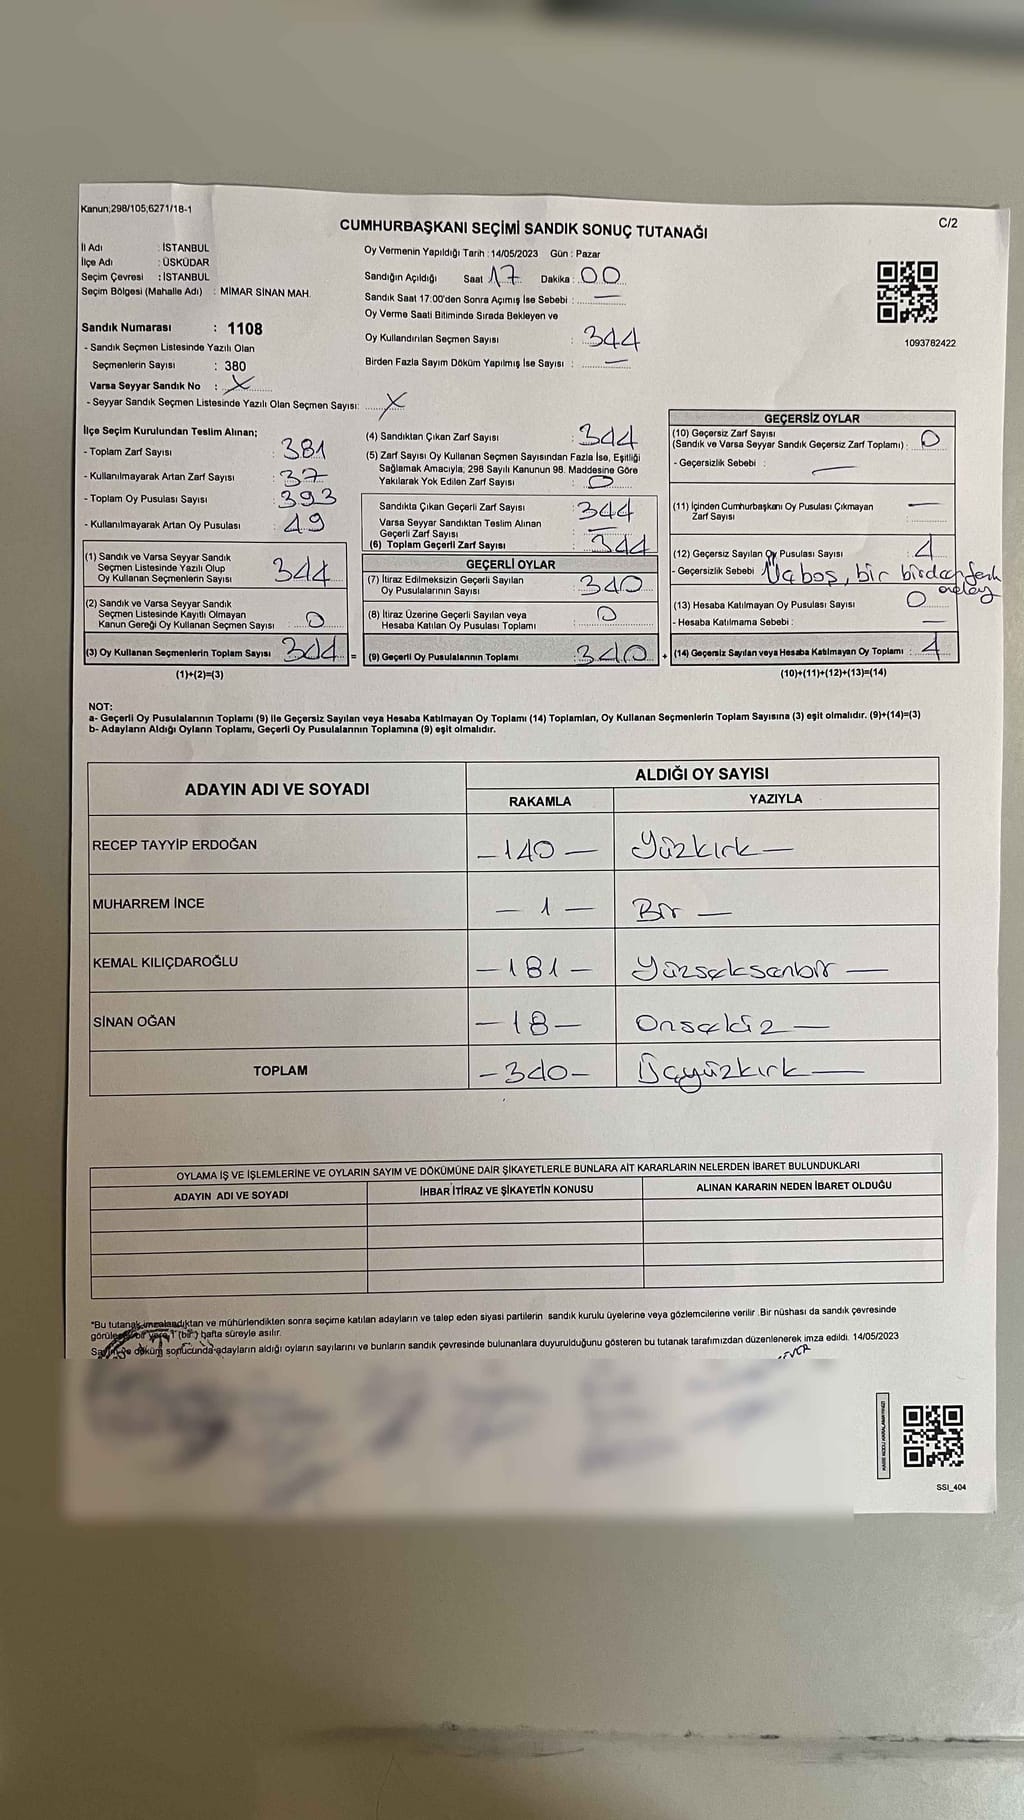 Kanun;298/105,6271/18-1
C/2
CUMHURBAŞKANI SEÇİMİ SANDIK SONUÇ TUTANAĞI
İl Adı : İSTANBUL
İlçe Adı : ÜSKÜDAR
Seçim Çevresi : İSTANBUL
Seçim Bölgesi (Mahalle Adı) : MİMAR SİNAN MAH.
Sandık Numarası : 1108
- Sandık Seçmen Listesinde Yazılı Olan
Seçmenlerin Sayısı : 380
Varsa Seyyar Sandık No : X
- Seyyar Sandık Seçmen Listesinde Yazılı Olan Seçmen Sayısı: X
Oy Vermenin Yapıldığı Tarih : 14/05/2023 Gün : Pazar
Sandığın Açıldığı Saat 17 Dakika : 00
Sandık Saat 17:00'den Sonra Açımış İse Sebebi : —
Oy Verme Saati Bitiminde Sırada Bekleyen ve
Oy Kullandırılan Seçmen Sayısı : 344
Birden Fazla Sayım Döküm Yapılmış İse Sayısı : —
1093782422
İlçe Seçim Kurulundan Teslim Alınan;
- Toplam Zarf Sayısı : 381
- Kullanılmayarak Artan Zarf Sayısı : 37
- Toplam Oy Pusulası Sayısı : 393
- Kullanılmayarak Artan Oy Pusulası : 49
(1) Sandık ve Varsa Seyyar Sandık
Seçmen Listesinde Yazılı Olup
Oy Kullanan Seçmenlerin Sayısı : 344
(2) Sandık ve Varsa Seyyar Sandık
Seçmen Listesinde Kayıtlı Olmayan
Kanun Gereği Oy Kullanan Seçmen Sayısı : 0
(3) Oy Kullanan Seçmenlerin Toplam Sayısı : 344 =
(1)+(2)=(3)
(4) Sandıktan Çıkan Zarf Sayısı : 344
(5) Zarf Sayısı Oy Kullanan Seçmen Sayısından Fazla İse, Eşitliği
Sağlamak Amacıyla, 298 Sayılı Kanunun 98. Maddesine Göre
Yakılarak Yok Edilen Zarf Sayısı : 0
Sandıkta Çıkan Geçerli Zarf Sayısı : 344
Varsa Seyyar Sandıktan Teslim Alınan
Geçerli Zarf Sayısı : —
(6) Toplam Geçerli Zarf Sayısı : 344
GEÇERLİ OYLAR
(7) İtiraz Edilmeksizin Geçerli Sayılan
Oy Pusulalarının Sayısı : 340
(8) İtiraz Üzerine Geçerli Sayılan veya
Hesaba Katılan Oy Pusulası Toplamı : 0
(9) Geçerli Oy Pusulalarının Toplamı : 340 +
GEÇERSİZ OYLAR
(10) Geçersiz Zarf Sayısı
(Sandık ve Varsa Seyyar Sandık Geçersiz Zarf Toplamı) : 0
- Geçersizlik Sebebi : —
(11) İçinden Cumhurbaşkanı Oy Pusulası Çıkmayan
Zarf Sayısı —
(12) Geçersiz Sayılan Oy Pusulası Sayısı : 4
- Geçersizlik Sebebi Üç boş, bir birden fazla
(13) Hesaba Katılmayan Oy Pusulası Sayısı : 0
- Hesaba Katılmama Sebebi : —
(14) Geçersiz Sayılan veya Hesaba Katılmayan Oy Toplamı : 4
(10)+(11)+(12)+(13)=(14)
NOT:
a- Geçerli Oy Pusulalarının Toplamı (9) ile Geçersiz Sayılan veya Hesaba Katılmayan Oy Toplamı (14) Toplamları, Oy Kullanan Seçmenlerin Toplam Sayısına (3) eşit olmalıdır. (9)+(14)=(3)
b- Adayların Aldığı Oyların Toplamı, Geçerli Oy Pusulalarının Toplamına (9) eşit olmalıdır.
ADAYIN ADI VE SOYADI
ALDIĞI OY SAYISI
RAKAMLA YAZIYLA
RECEP TAYYİP ERDOĞAN – 140 – Yüzkırk –
MUHARREM İNCE – 1 – Bir –
KEMAL KILIÇDAROĞLU – 181 – Yüzseksenbir –
SİNAN OĞAN – 18 – Onsekiz –
TOPLAM – 340 – Üçyüzkırk –
OYLAMA İŞ VE İŞLEMLERİNE VE OYLARIN SAYIM VE DÖKÜMÜNE DAİR ŞİKAYETLERLE BUNLARA AİT KARARLARIN NELERDEN İBARET BULUNDUKLARI
ADAYIN ADI VE SOYADI İHBAR İTİRAZ VE ŞİKAYETİN KONUSU ALINAN KARARIN NEDEN İBARET OLDUĞU
*Bu tutanak imzalandıktan ve mühürlendikten sonra seçime katılan adayların ve talep eden siyasi partilerin sandık kurulu üyelerine veya gözlemcilerine verilir. Bir nüshası da sandık çevresinde
bir yere 1 (bir) hafta süreyle asılır.
döküm sonucunda adayların aldığı oyların sayılarını ve bunların sandık çevresinde bulunanlara duyurulduğunu gösteren bu tutanak tarafımızdan düzenlenerek imza edildi. 14/05/2023
SSI_404